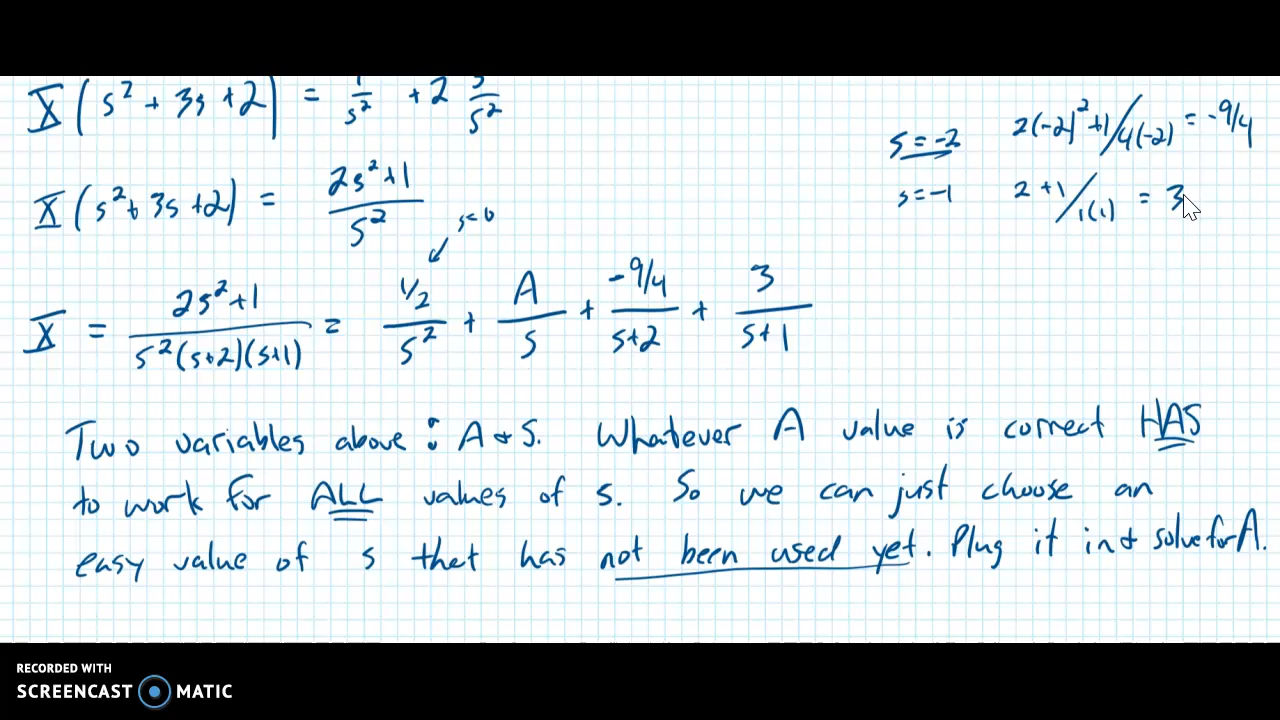 X(s² + 3s + 2) = 1/s² + 2 s/s²
s = -2 2(-2)² + 1 / 4(-2) = -9/4
X(s² + 3s + 2) = (2s² + 1)/s²
s = -1 2 + 1 / 1(1) = 3
s = 0
X = (2s² + 1)/(s²(s+2)(s+1)) = (1/2)/s² + A/s + (-9/4)/(s+2) + 3/(s+1)
Two variables above : A & S. Whatever A value is correct HAS
to work for ALL values of s. So we can just choose an
easy value of s that has not been used yet. Plug it in & solve for A.
RECORDED WITH
SCREENCAST MATIC